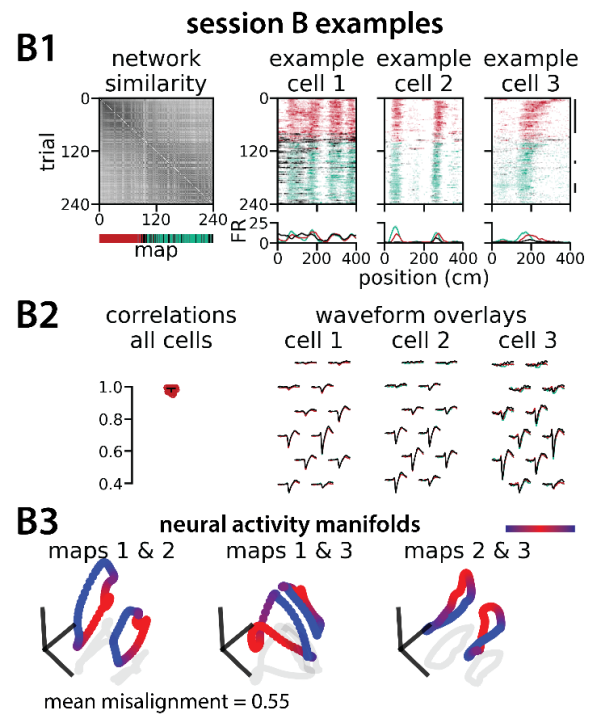 session B examples
B1
network
similarity
example
cell 1
example
cell 2
example
cell 3
trial
0
120
240
0
120
240
map
0
120
240
FR
25
0
0
200
400
0
200
400
0
200
400
position (cm)
B2
correlations
all cells
waveform overlays
cell 1
cell 2
cell 3
1.0
0.8
0.6
0.4
B3
neural activity manifolds
maps 1 & 2
maps 1 & 3
maps 2 & 3
mean misalignment = 0.55